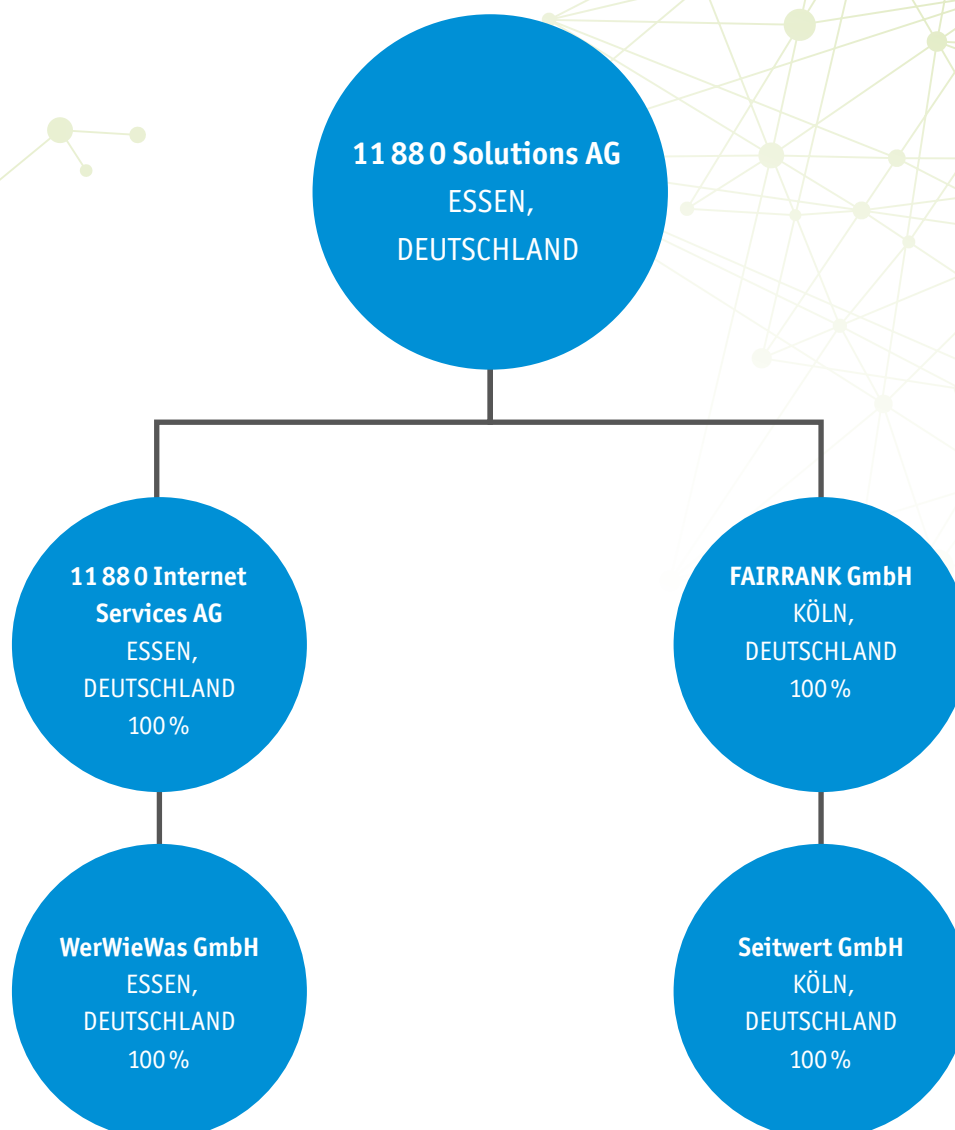 11 88 0 Solutions AG
ESSEN,
DEUTSCHLAND
11 88 0 Internet
Services AG
ESSEN,
DEUTSCHLAND
100 %
FAIRRANK GmbH
KÖLN,
DEUTSCHLAND
100 %
WerWieWas GmbH
ESSEN,
DEUTSCHLAND
100 %
Seitwert GmbH
KÖLN,
DEUTSCHLAND
100 %